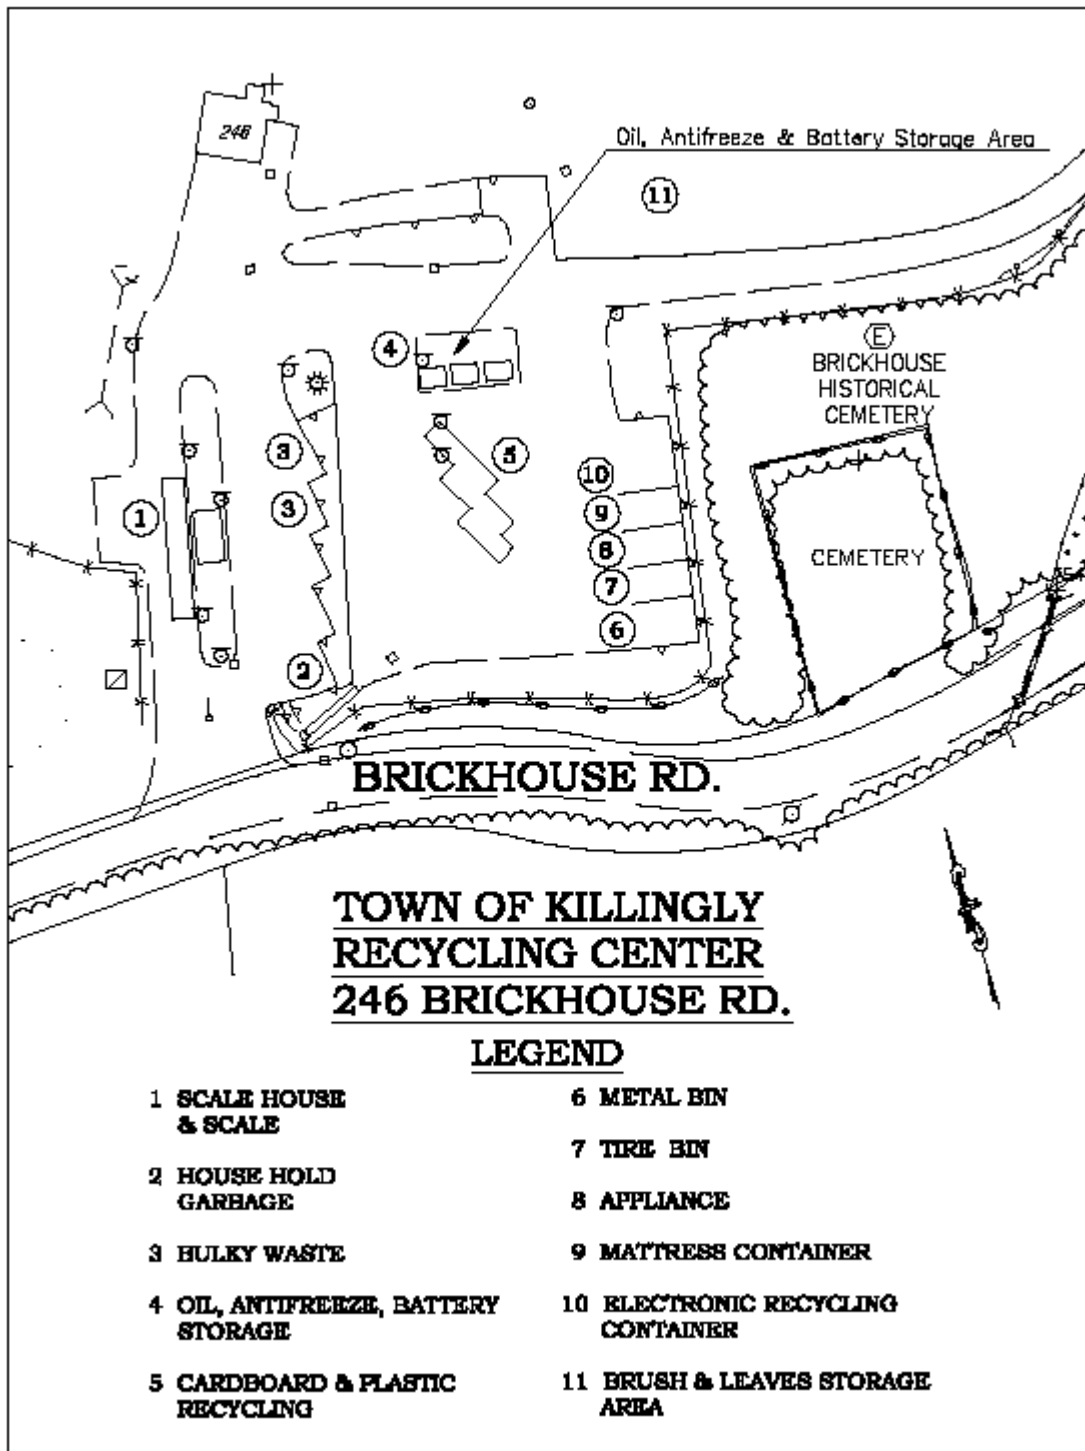 246
Oil, Antifreeze & Battery Storage Area
11
4
E
BRICKHOUSE
HISTORICAL
CEMETERY
3
5
10
1
3
9
8
CEMETERY
7
6
2
BRICKHOUSE RD.
TOWN OF KILLINGLY
RECYCLING CENTER
246 BRICKHOUSE RD.
LEGEND
1 SCALE HOUSE
& SCALE
2 HOUSE HOLD
GARBAGE
3 BULKY WASTE
4 OIL, ANTIFREEZE, BATTERY
STORAGE
5 CARDBOARD & PLASTIC
RECYCLING
6 METAL BIN
7 TIRE BIN
8 APPLIANCE
9 MATTRESS CONTAINER
10 ELECTRONIC RECYCLING
CONTAINER
11 BRUSH & LEAVES STORAGE
AREA